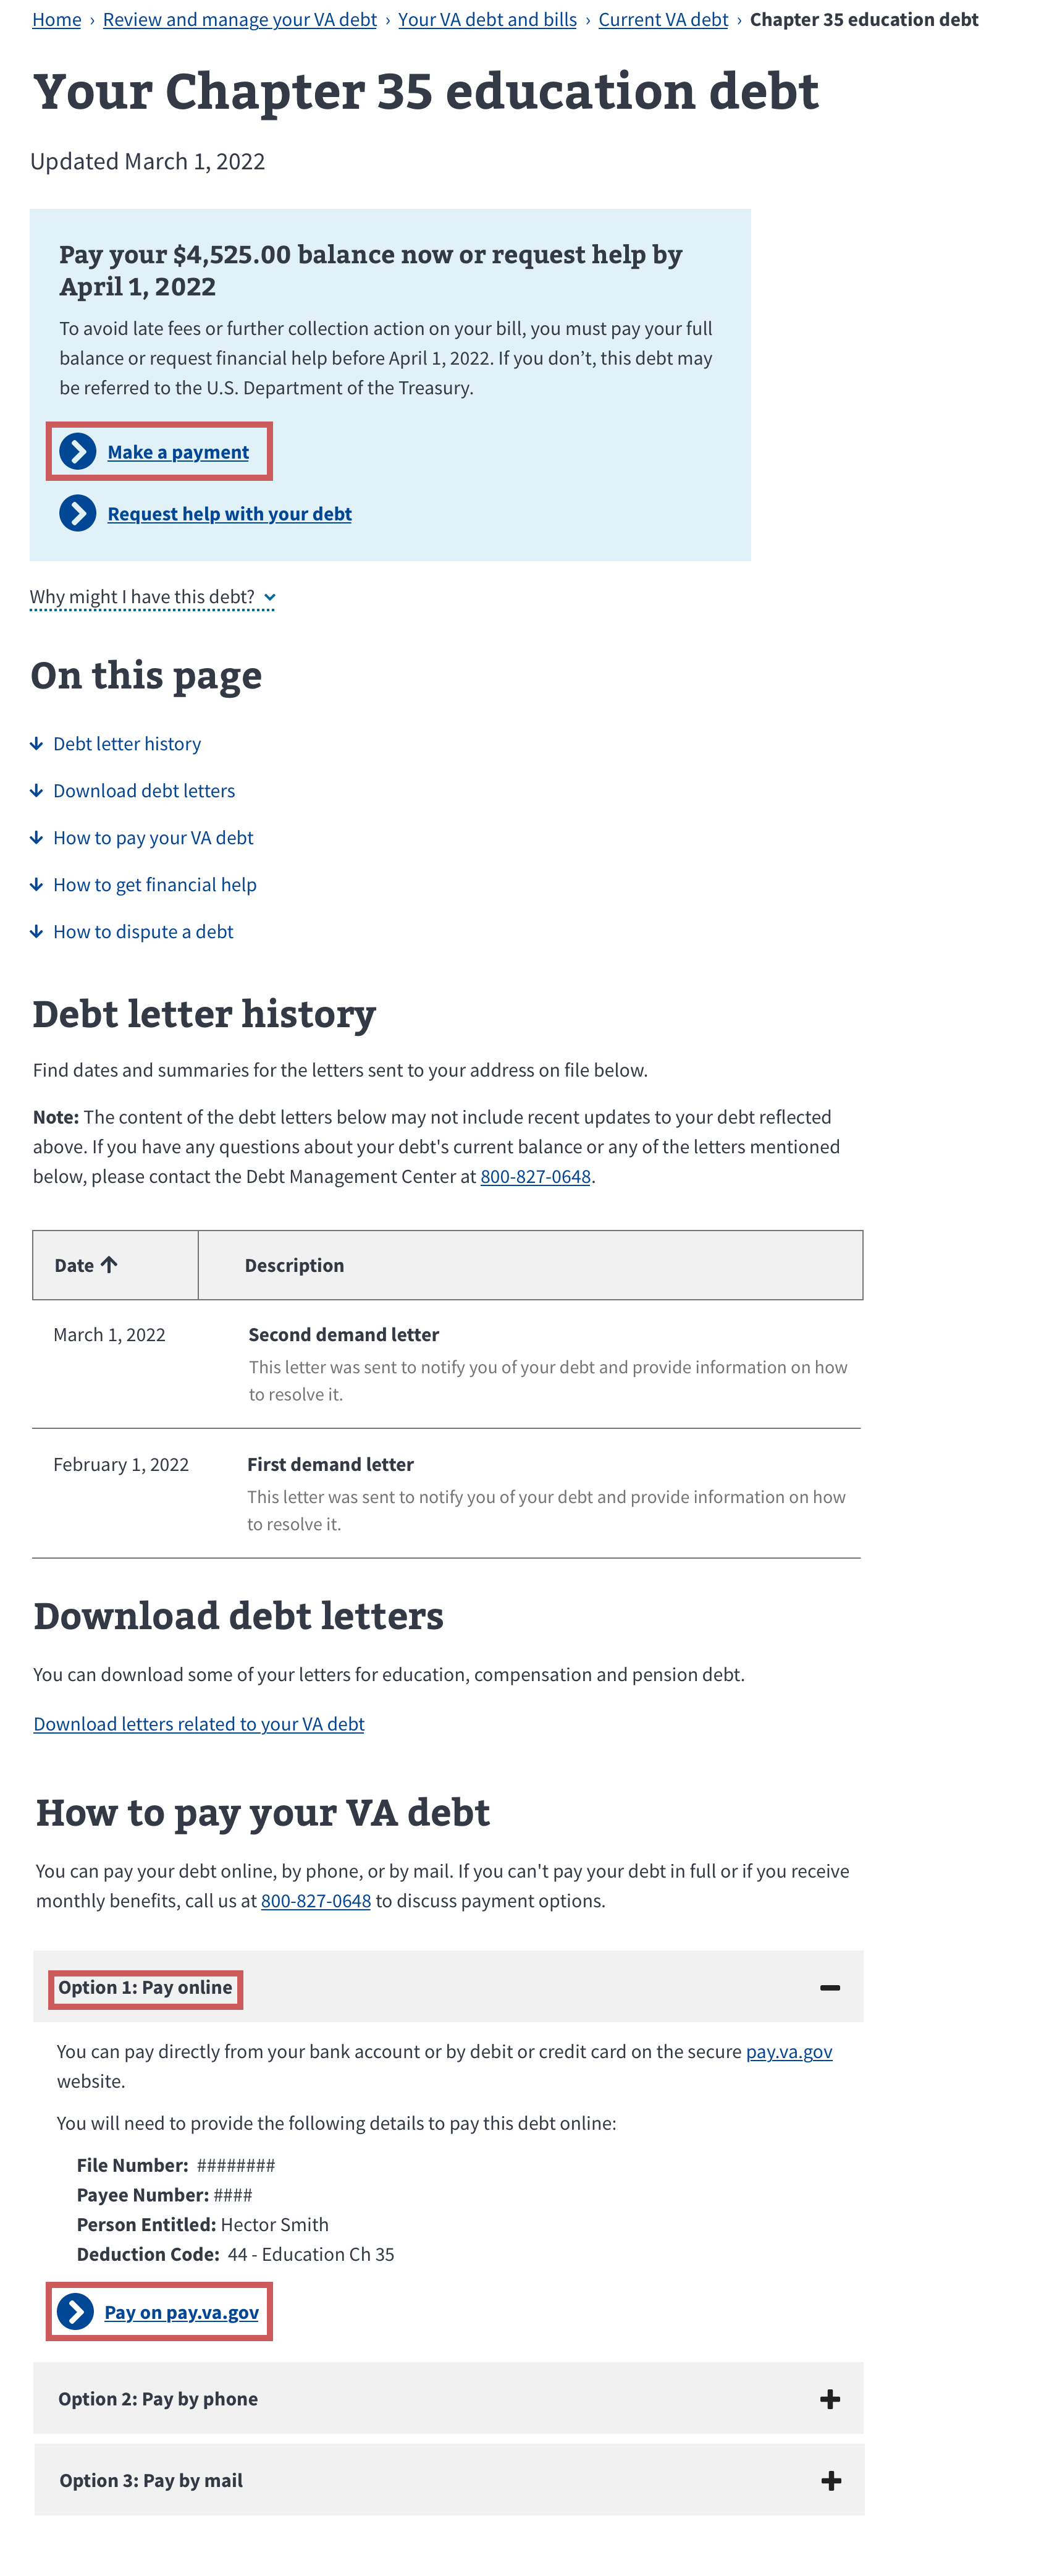 Home › Review and manage your VA debt › Your VA debt and bills › Current VA debt › Chapter 35 education debt
Your Chapter 35 education debt
Updated March 1, 2022
Pay your $4,525.00 balance now or request help by
April 1, 2022
To avoid late fees or further collection action on your bill, you must pay your full
balance or request financial help before April 1, 2022. If you don’t, this debt may
be referred to the U.S. Department of the Treasury.
Make a payment
Request help with your debt
Why might I have this debt?
On this page
Debt letter history
Download debt letters
How to pay your VA debt
How to get financial help
How to dispute a debt
Debt letter history
Find dates and summaries for the letters sent to your address on file below.
Note: The content of the debt letters below may not include recent updates to your debt reflected
above. If you have any questions about your debt's current balance or any of the letters mentioned
below, please contact the Debt Management Center at 800-827-0648.
Date Description
March 1, 2022 Second demand letter
This letter was sent to notify you of your debt and provide information on how
to resolve it.
February 1, 2022 First demand letter
This letter was sent to notify you of your debt and provide information on how
to resolve it.
Download debt letters
You can download some of your letters for education, compensation and pension debt.
Download letters related to your VA debt
How to pay your VA debt
You can pay your debt online, by phone, or by mail. If you can't pay your debt in full or if you receive
monthly benefits, call us at 800-827-0648 to discuss payment options.
Option 1: Pay online
You can pay directly from your bank account or by debit or credit card on the secure pay.va.gov
website.
You will need to provide the following details to pay this debt online:
File Number: ########
Payee Number: ####
Person Entitled: Hector Smith
Deduction Code: 44 - Education Ch 35
Pay on pay.va.gov
Option 2: Pay by phone
Option 3: Pay by mail